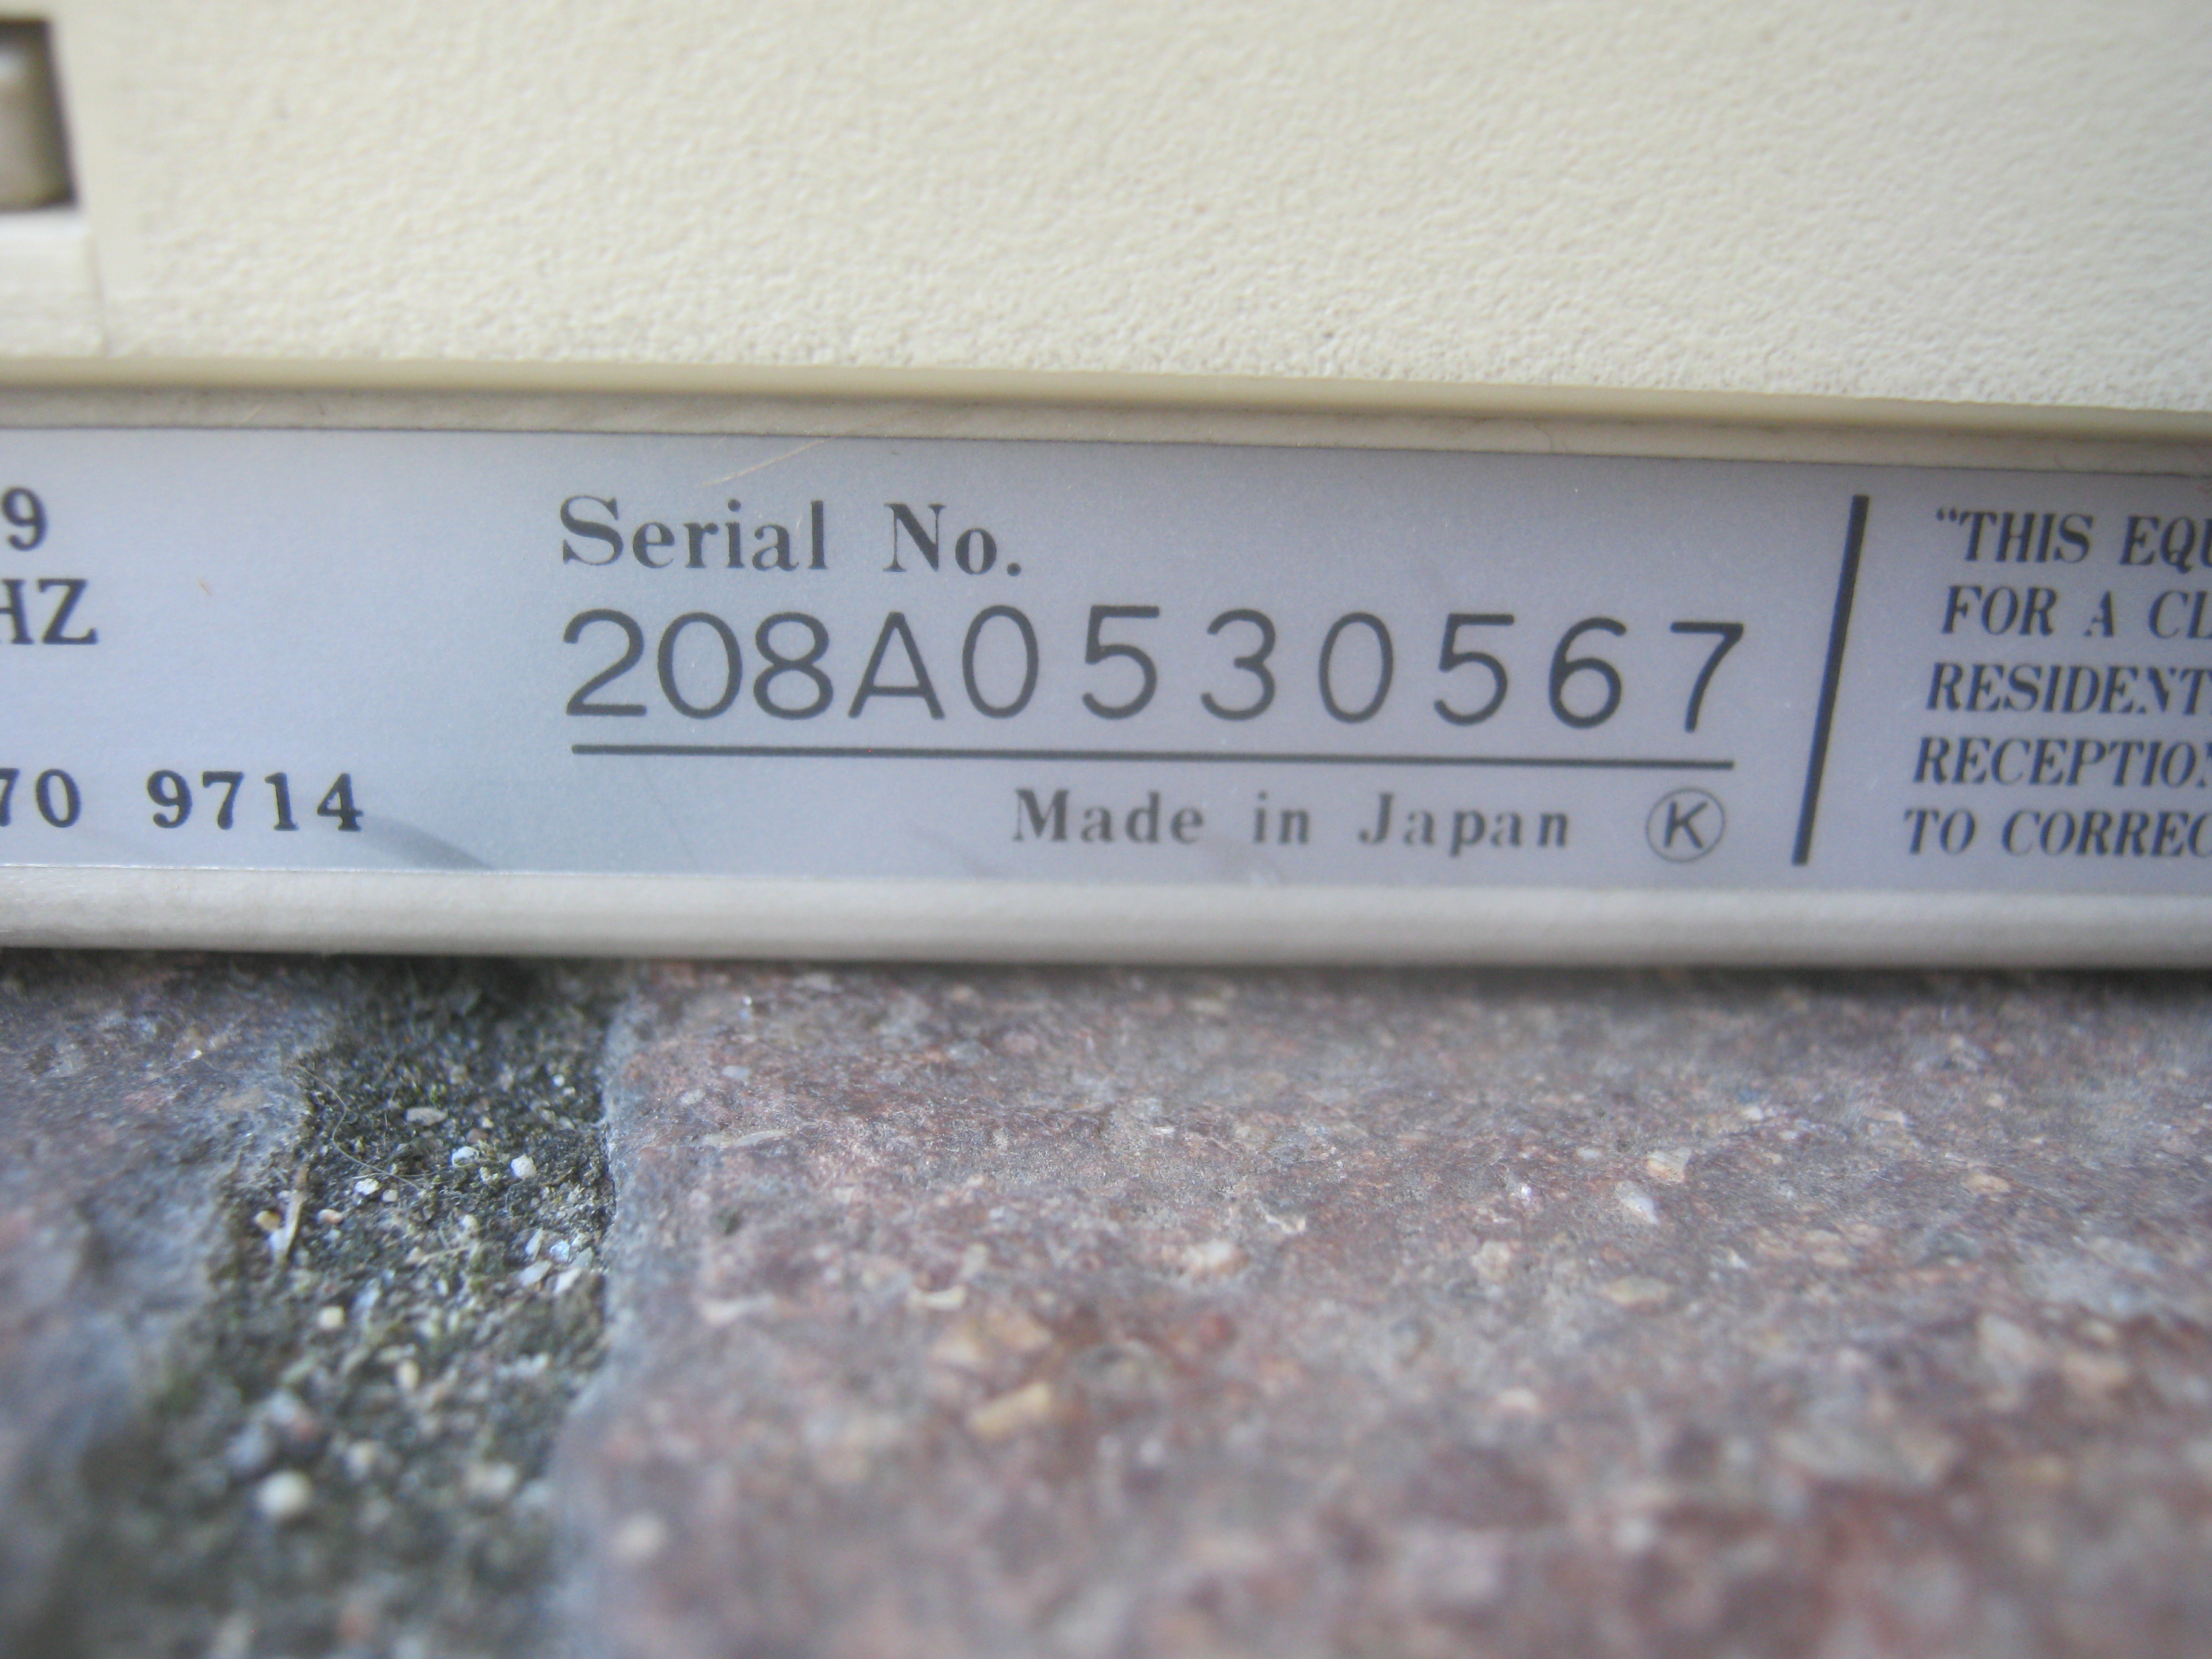 9
HZ
70 9714
Serial No.
208A0530567
Made in Japan Ⓚ
"THIS EQU
FOR A CL
RESIDENT
RECEPTION
TO CORREC